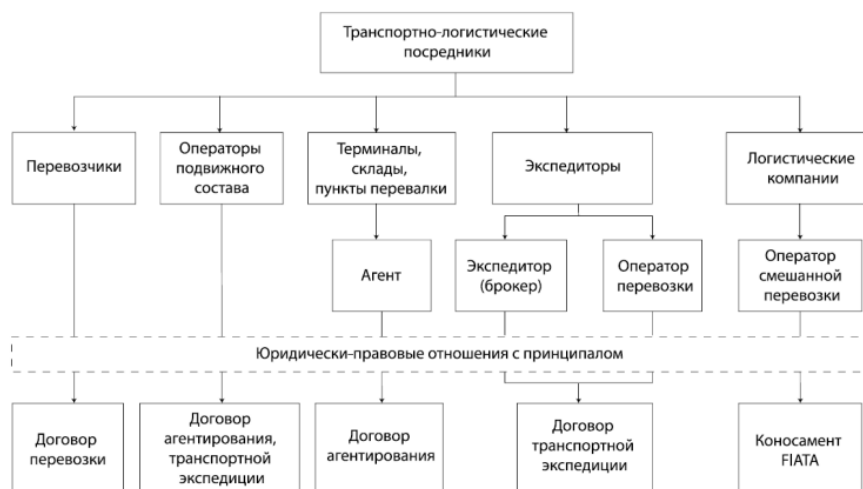 Транспортно-логистические
посредники
Перевозчики
Операторы
подвижного
состава
Терминалы,
склады,
пункты перевалки
Экспедиторы
Логистические
компании
Агент
Экспедитор
(брокер)
Оператор
перевозки
Оператор
смешанной
перевозки
Юридически-правовые отношения с принципалом
Договор
перевозки
Договор
агентирования,
транспортной
экспедиции
Договор
агентирования
Договор
транспортной
экспедиции
Коносамент
FIATA